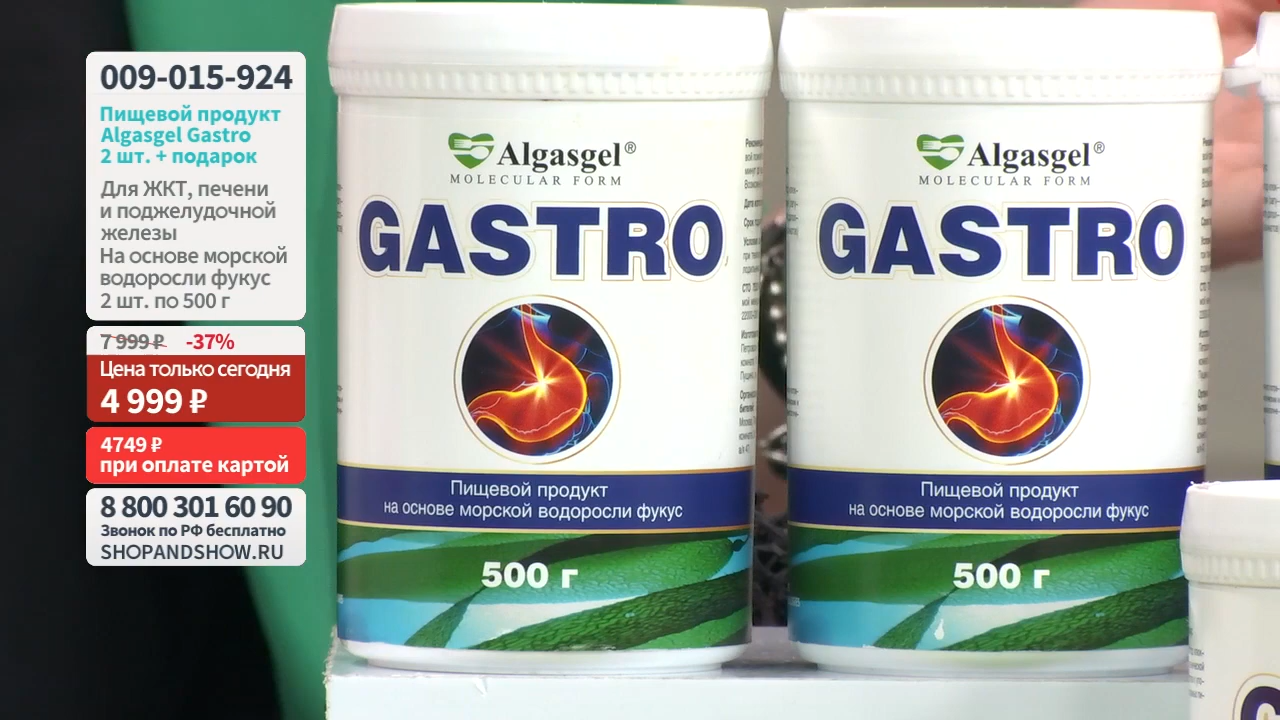 009-015-924
Пищевой продукт
Algasgel Gastro
2 шт. + подарок
Для ЖКТ, печени
и поджелудочной
железы
На основе морской
водоросли фукус
2 шт. по 500 г
7 999 ₽ -37%
Цена только сегодня
4 999 ₽
4749 ₽
при оплате картой
8 800 301 60 90
Звонок по РФ бесплатно
SHOPANDSHOW.RU
Algasgel®
MOLECULAR FORM
GASTRO
Пищевой продукт
на основе морской водоросли фукус
500 г
Algasgel®
MOLECULAR FORM
GASTRO
Пищевой продукт
на основе морской водоросли фукус
500 г